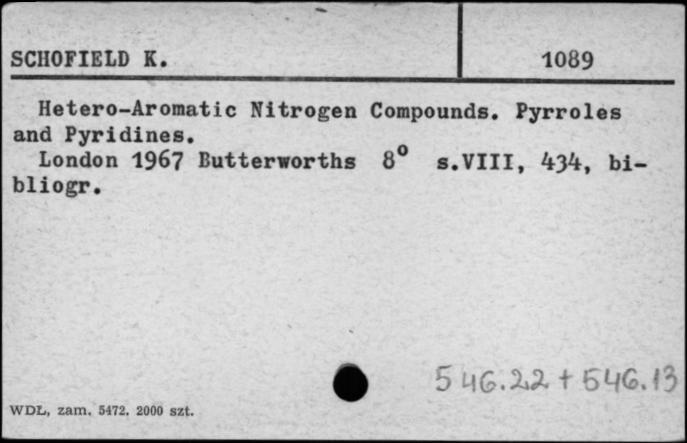 SCHOFIELD K.
1089
Hetero-Aromatic Nitrogen Compounds. Pyrroles
and Pyridines.
London 1967 Butterworths 8° s.VIII, 434, bi-
bliogr.
546.22 + 546.13
WDL, zam. 5472. 2000 szt.